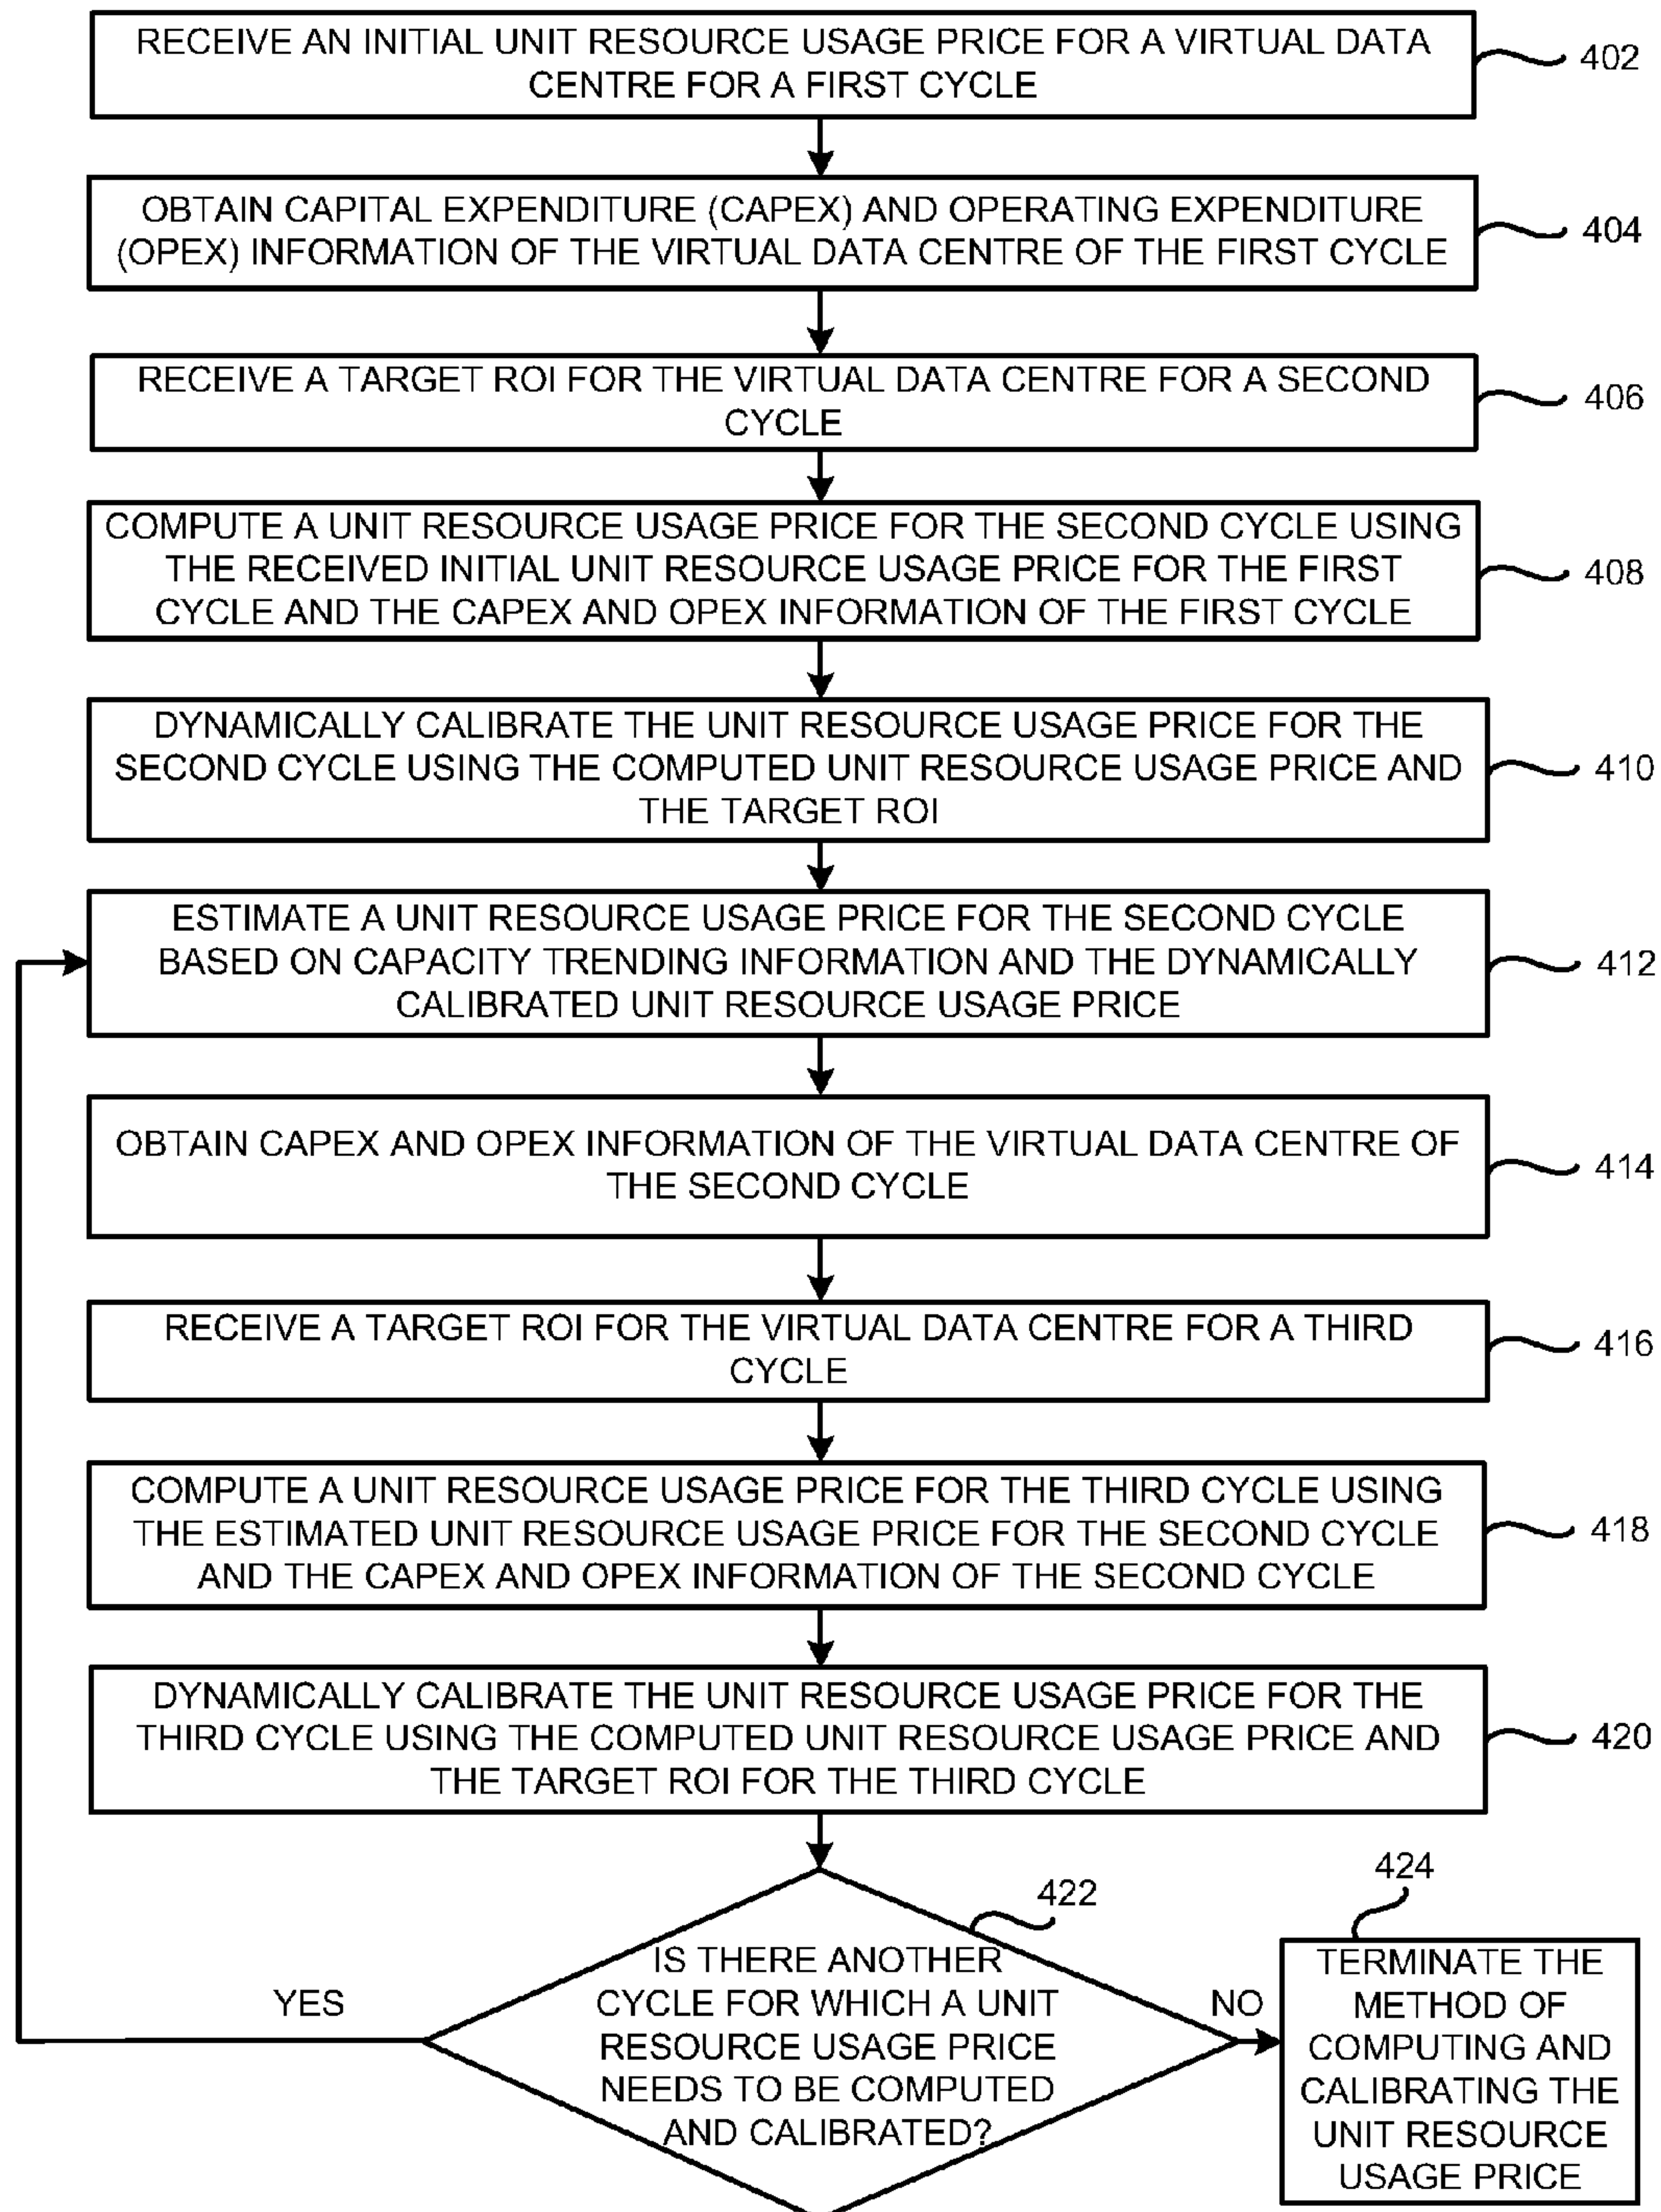 RECEIVE AN INITIAL UNIT RESOURCE USAGE PRICE FOR A VIRTUAL DATA
CENTRE FOR A FIRST CYCLE
402
OBTAIN CAPITAL EXPENDITURE (CAPEX) AND OPERATING EXPENDITURE
(OPEX) INFORMATION OF THE VIRTUAL DATA CENTRE OF THE FIRST CYCLE
404
RECEIVE A TARGET ROI FOR THE VIRTUAL DATA CENTRE FOR A SECOND
CYCLE
406
COMPUTE A UNIT RESOURCE USAGE PRICE FOR THE SECOND CYCLE USING
THE RECEIVED INITIAL UNIT RESOURCE USAGE PRICE FOR THE FIRST
CYCLE AND THE CAPEX AND OPEX INFORMATION OF THE FIRST CYCLE
408
DYNAMICALLY CALIBRATE THE UNIT RESOURCE USAGE PRICE FOR THE
SECOND CYCLE USING THE COMPUTED UNIT RESOURCE USAGE PRICE AND
THE TARGET ROI
410
ESTIMATE A UNIT RESOURCE USAGE PRICE FOR THE SECOND CYCLE
BASED ON CAPACITY TRENDING INFORMATION AND THE DYNAMICALLY
CALIBRATED UNIT RESOURCE USAGE PRICE
412
OBTAIN CAPEX AND OPEX INFORMATION OF THE VIRTUAL DATA CENTRE OF
THE SECOND CYCLE
414
RECEIVE A TARGET ROI FOR THE VIRTUAL DATA CENTRE FOR A THIRD
CYCLE
416
COMPUTE A UNIT RESOURCE USAGE PRICE FOR THE THIRD CYCLE USING
THE ESTIMATED UNIT RESOURCE USAGE PRICE FOR THE SECOND CYCLE
AND THE CAPEX AND OPEX INFORMATION OF THE SECOND CYCLE
418
DYNAMICALLY CALIBRATE THE UNIT RESOURCE USAGE PRICE FOR THE
THIRD CYCLE USING THE COMPUTED UNIT RESOURCE USAGE PRICE AND
THE TARGET ROI FOR THE THIRD CYCLE
420
422
IS THERE ANOTHER
CYCLE FOR WHICH A UNIT
RESOURCE USAGE PRICE
NEEDS TO BE COMPUTED
AND CALIBRATED?
YES
NO
424
TERMINATE THE
METHOD OF
COMPUTING AND
CALIBRATING THE
UNIT RESOURCE
USAGE PRICE